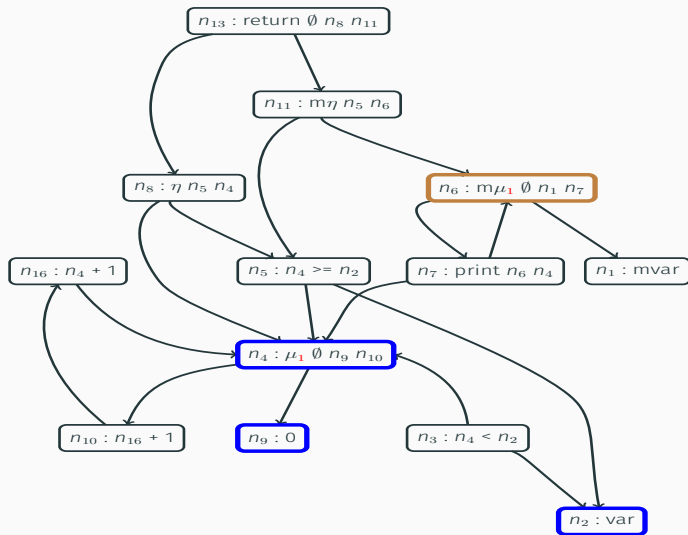 n₁₃ : return ∅ n₈ n₁₁
n₁₁ : mη n₅ n₆
n₈ : η n₅ n₄
n₆ : mμ₁ ∅ n₁ n₇
n₁₆ : n₄ + 1
n₅ : n₄ >= n₂
n₇ : print n₆ n₄
n₁ : mvar
n₄ : μ₁ ∅ n₉ n₁₀
n₁₀ : n₁₆ + 1
n₉ : 0
n₃ : n₄ < n₂
n₂ : var